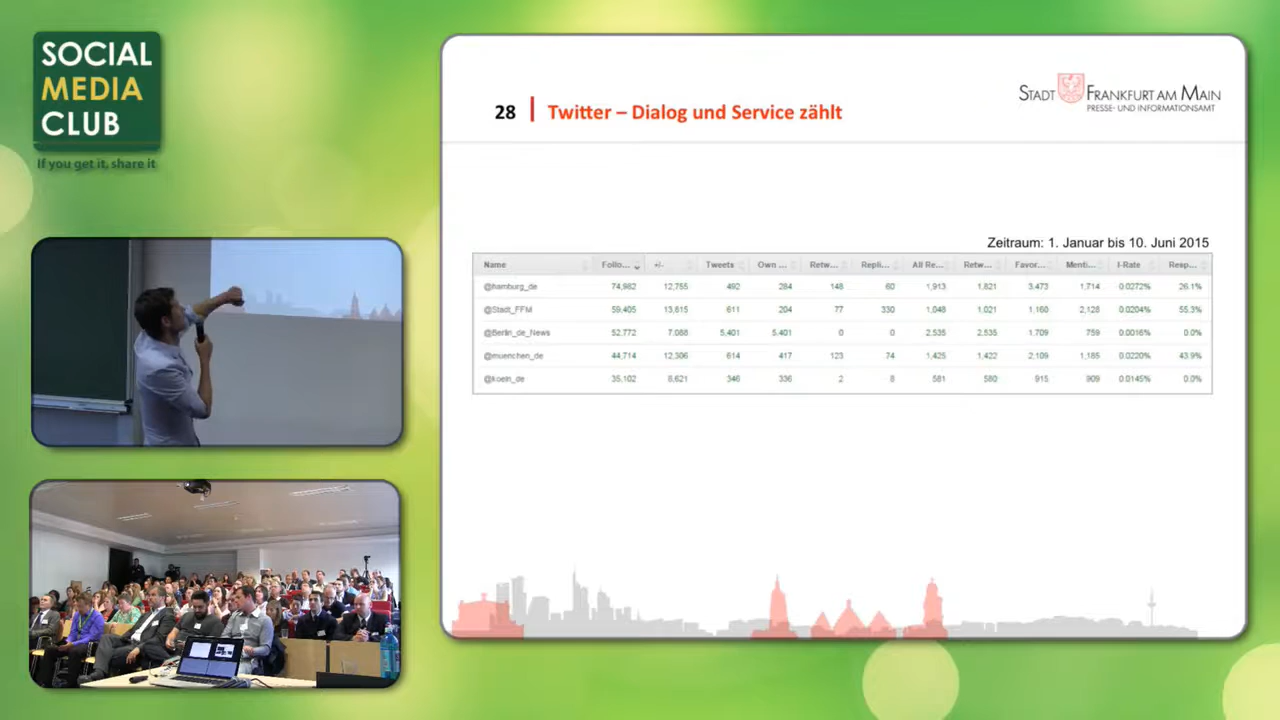 SOCIAL
MEDIA
CLUB
If you get it, share it
28 Twitter – Dialog und Service zählt
STADT FRANKFURT AM MAIN
PRESSE- UND INFORMATIONSAMT
Zeitraum: 1. Januar bis 10. Juni 2015
Name Follo... +/- Tweets Own ... Retw... Repli... All Re... Retw... Favor... Menti... I-Rate Resp...
@hamburg_de 74,982 12,755 492 284 148 60 1,913 1,821 3,473 1,714 0.0272% 26.1%
@Stadt_FFM 59,405 13,615 611 204 77 330 1,048 1,021 1,160 2,128 0.0204% 55.3%
@Berlin_de_News 52,772 7,088 5,401 5,401 0 0 2,535 2,535 1,709 759 0.0016% 0.0%
@muenchen_de 44,714 12,306 614 417 123 74 1,425 1,422 2,109 1,185 0.0220% 43.9%
@koeln_de 35,102 8,621 346 336 2 8 581 580 915 909 0.0145% 0.0%